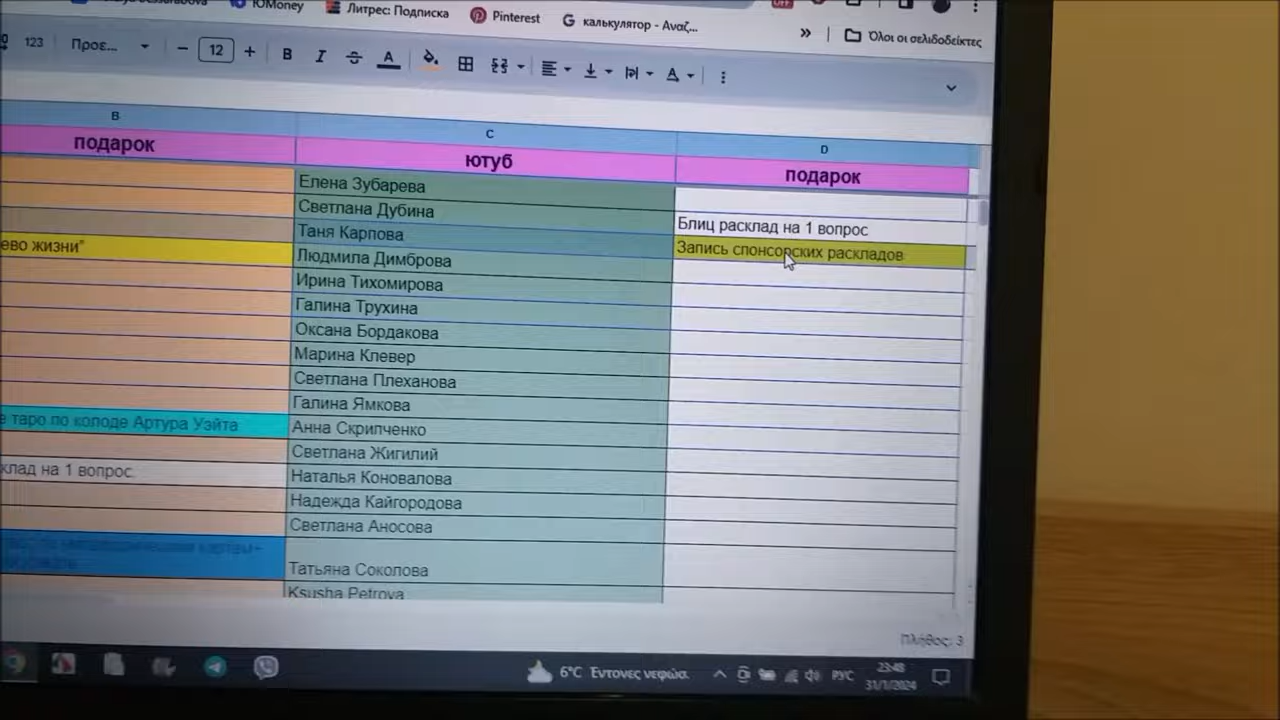 ЮMoney
Литрес: Подписка
Pinterest
калькулятор - Αναζ...
»
Όλοι οι σελιδοδείκτες
123
Προε...
12
B
C
D
подарок
ютуб
подарок
Елена Зубарева
Светлана Дубина
Блиц расклад на 1 вопрос
Таня Карпова
ево жизни"
Запись спонсорских раскладов
Людмила Димброва
Ирина Тихомирова
Галина Трухина
Оксана Бордакова
Марина Клевер
Светлана Плеханова
Галина Ямкова
е таро по колоде Артура Уэйта
Анна Скрипченко
Светлана Жигилий
клад на 1 вопрос.
Наталья Коновалова
Надежда Кайгородова
Светлана Аносова
Татьяна Соколова
Ksusha Petrova
Πλήθος: 3
6°C Έντονες νεφώσ.
РУС
23:48
31/1/2024